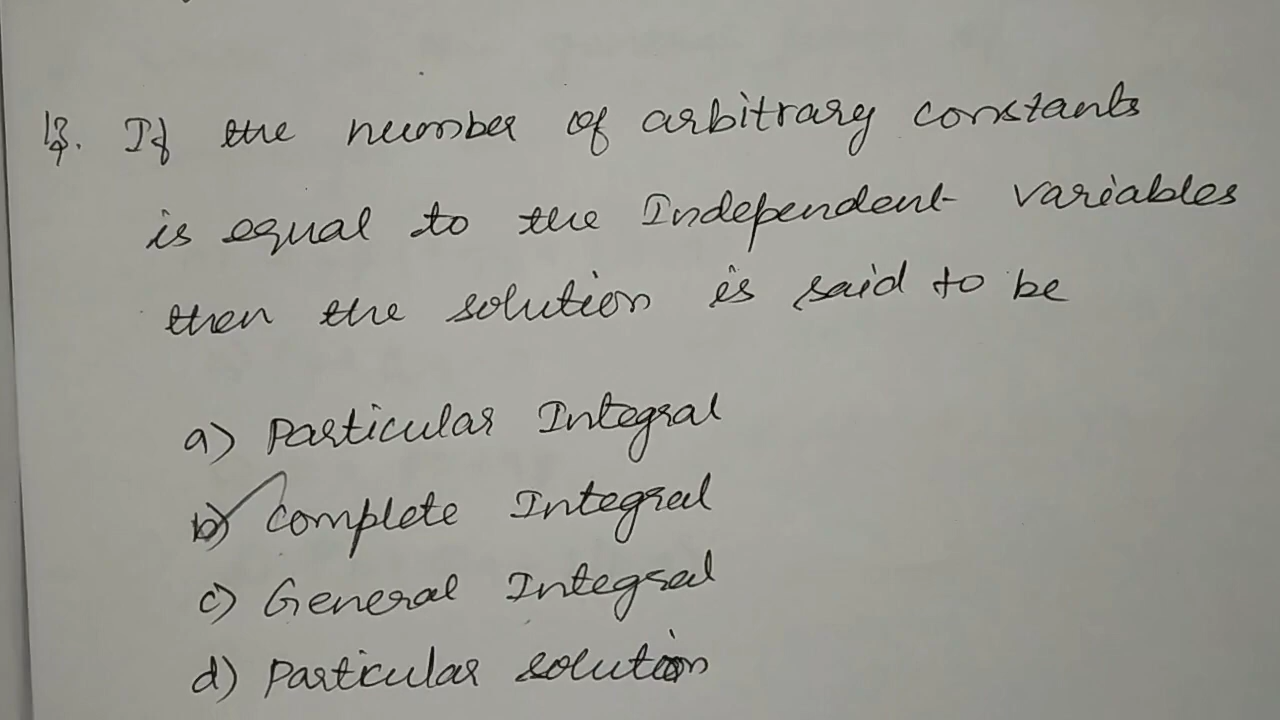 13. If the number of arbitrary constants
is equal to the Independent variables
then the solution is said to be
a) Particular Integral
b) Complete Integral
c) General Integral
d) Particular solution